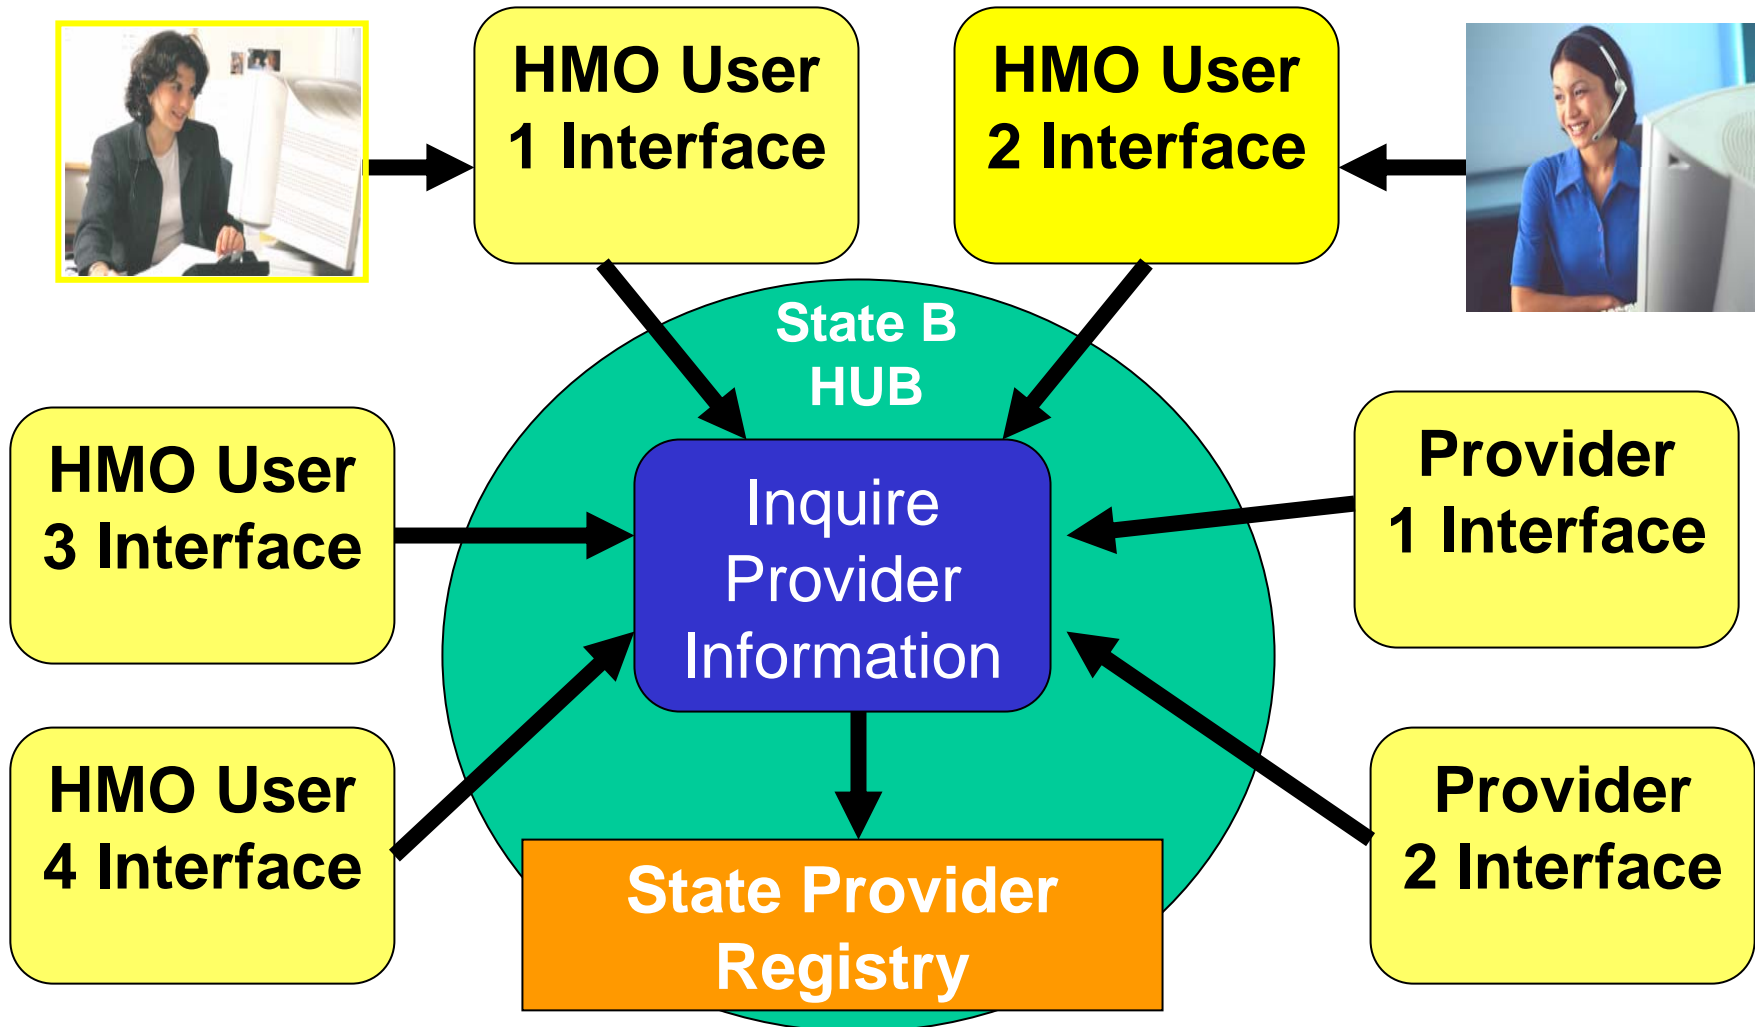 HMO User
1 Interface
HMO User
2 Interface
State B
HUB
HMO User
3 Interface
Inquire
Provider
Information
Provider
1 Interface
HMO User
4 Interface
Provider
2 Interface
State Provider
Registry